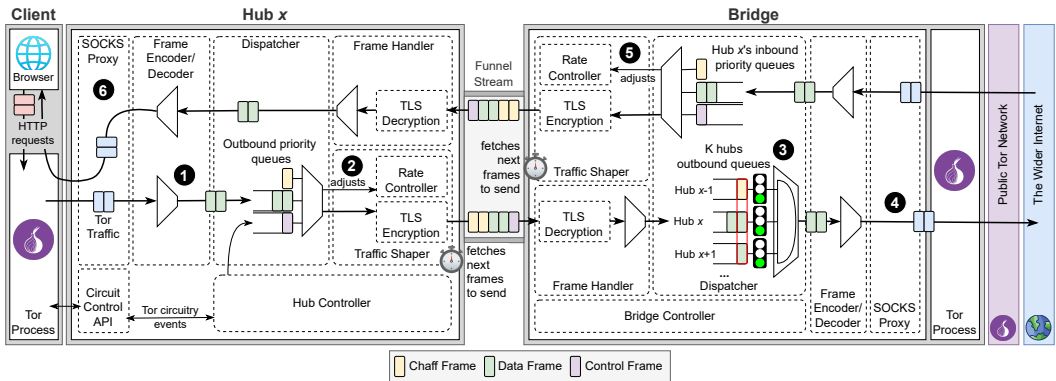 Client
Hub x
Bridge
Browser
HTTP
requests
Tor
Process
SOCKS
Proxy
Frame
Encoder/
Decoder
Dispatcher
Frame Handler
6
TLS
Decryption
Outbound priority
queues
1
2
adjusts
Rate
Controller
TLS
Encryption
Traffic Shaper
Tor
Traffic
Circuit
Control
API
Tor circuitry
events
Hub Controller
Funnel
Stream
fetches
next
frames
to send
fetches
next
frames
to send
Rate
Controller
5
adjusts
TLS
Encryption
Traffic Shaper
Hub x's inbound
priority queues
K hubs
outbound queues
3
Hub x-1
Hub x
Hub x+1
...
Dispatcher
TLS
Decryption
Frame Handler
Bridge Controller
4
Frame
Encoder/
Decoder
SOCKS
Proxy
Tor
Process
Public Tor Network
The Wider Internet
Chaff Frame
Data Frame
Control Frame